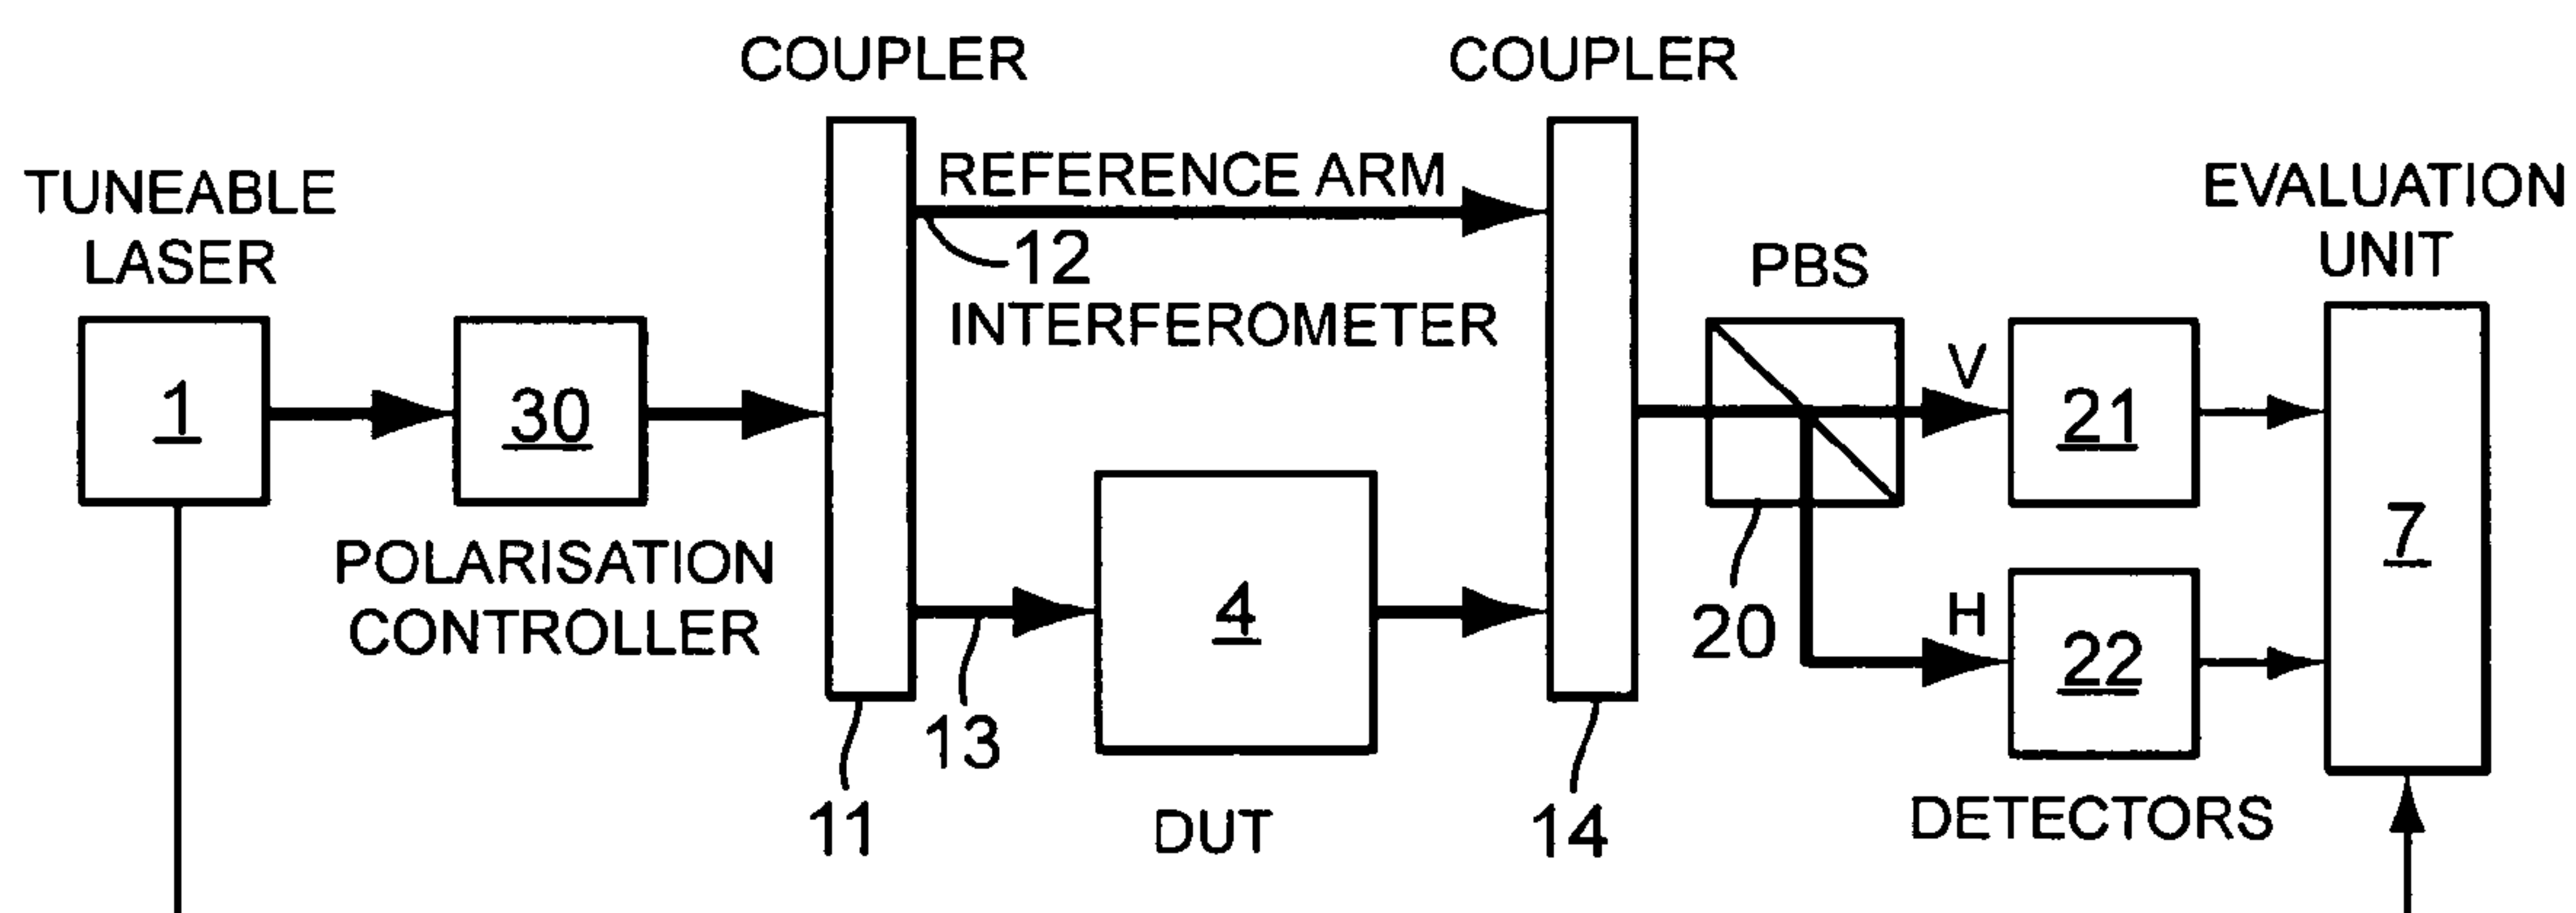 COUPLER
COUPLER
TUNEABLE
LASER
REFERENCE ARM
12
INTERFEROMETER
PBS
EVALUATION
UNIT
1
30
V
21
7
POLARISATION
CONTROLLER
13
4
20
H
22
11
DUT
14
DETECTORS